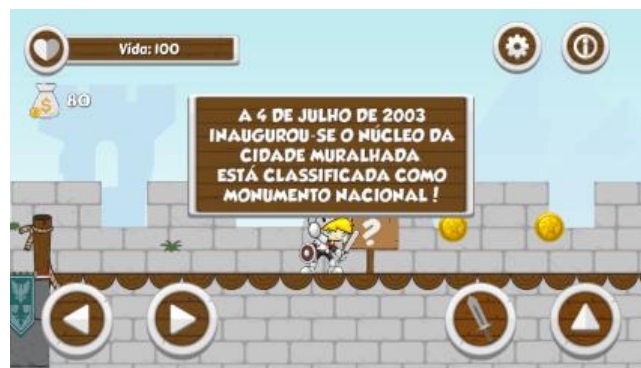 Vida: 100
80
A 4 DE JULHO DE 2003
INAUGUROU-SE O NÚCLEO DA
CIDADE MURALHADA
ESTÁ CLASSIFICADA COMO
MONUMENTO NACIONAL !
?